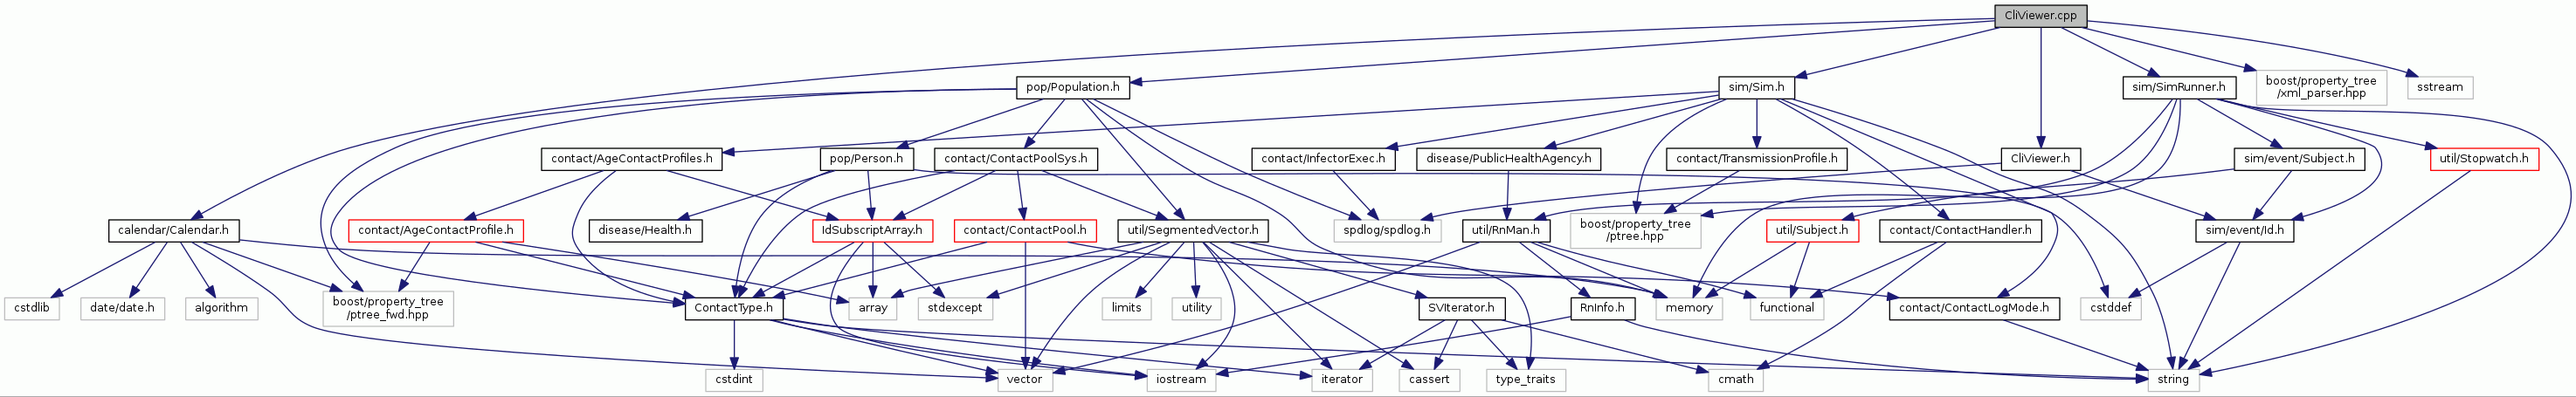 CliViewer.cpp
pop/Population.h
sim/Sim.h
sim/SimRunner.h
boost/property_tree
/xml_parser.hpp
sstream
contact/AgeContactProfiles.h
pop/Person.h
contact/ContactPoolSys.h
contact/InfectorExec.h
disease/PublicHealthAgency.h
contact/TransmissionProfile.h
CliViewer.h
sim/event/Subject.h
util/Stopwatch.h
calendar/Calendar.h
contact/AgeContactProfile.h
disease/Health.h
IdSubscriptArray.h
contact/ContactPool.h
util/SegmentedVector.h
spdlog/spdlog.h
util/RnMan.h
boost/property_tree
/ptree.hpp
util/Subject.h
contact/ContactHandler.h
sim/event/Id.h
cstdlib
date/date.h
algorithm
boost/property_tree
/ptree_fwd.hpp
ContactType.h
array
stdexcept
limits
utility
SVIterator.h
RnInfo.h
memory
functional
contact/ContactLogMode.h
cstddef
cstdint
vector
iostream
iterator
cassert
type_traits
cmath
string